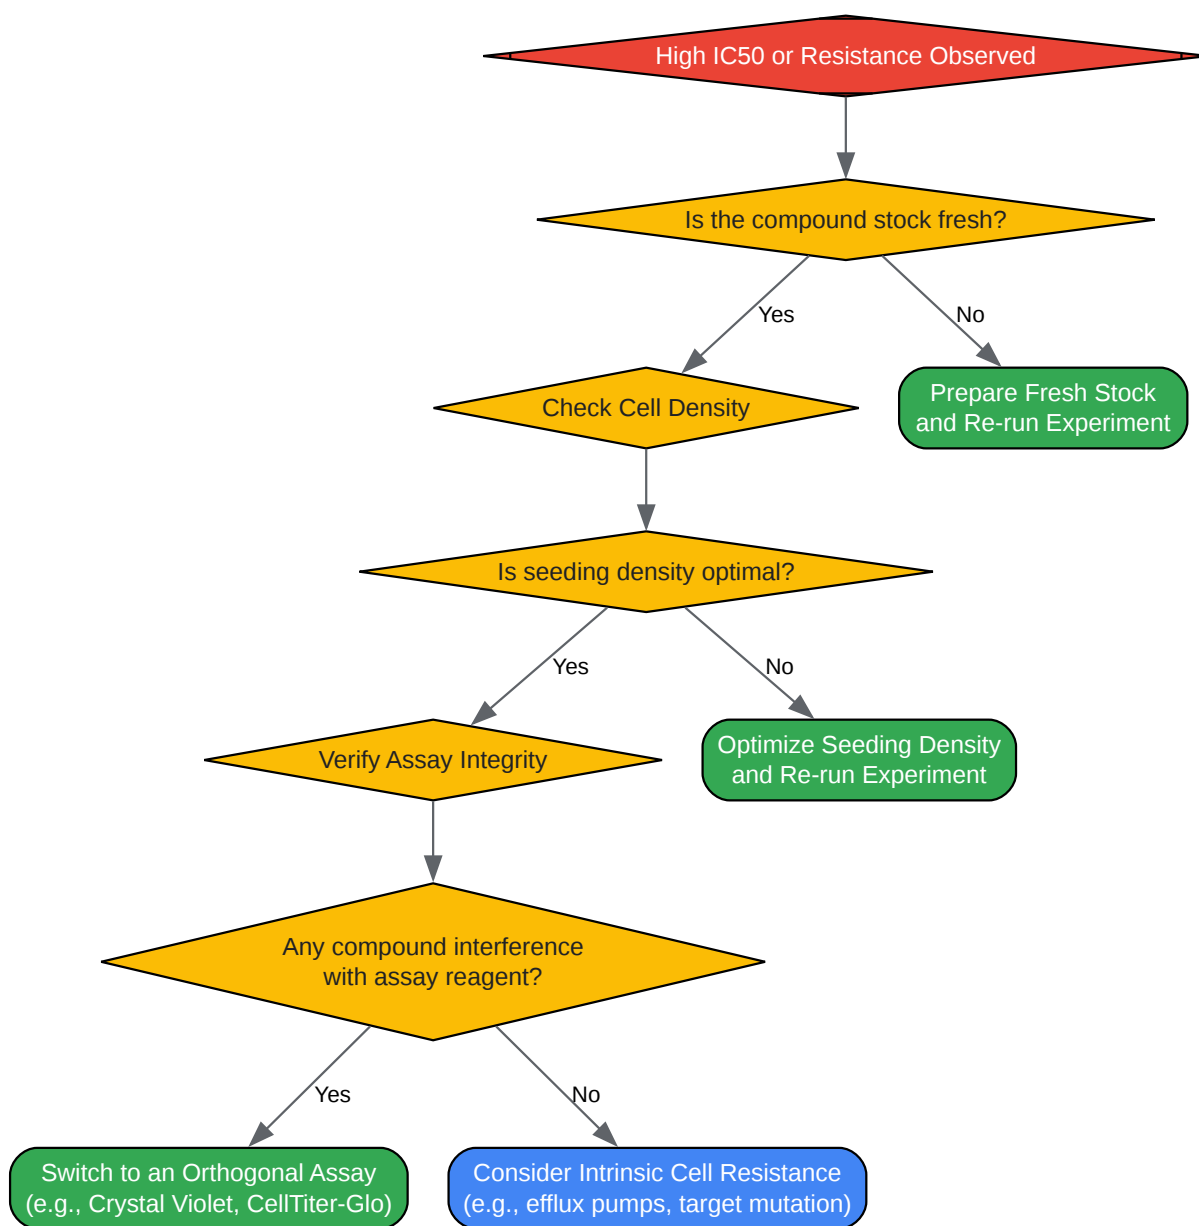 High IC50 or Resistance Observed
Is the compound stock fresh?
Yes
No
Check Cell Density
Prepare Fresh Stock
and Re-run Experiment
Is seeding density optimal?
Yes
No
Verify Assay Integrity
Optimize Seeding Density
and Re-run Experiment
Any compound interference
with assay reagent?
Yes
No
Switch to an Orthogonal Assay
(e.g., Crystal Violet, CellTiter-Glo)
Consider Intrinsic Cell Resistance
(e.g., efflux pumps, target mutation)